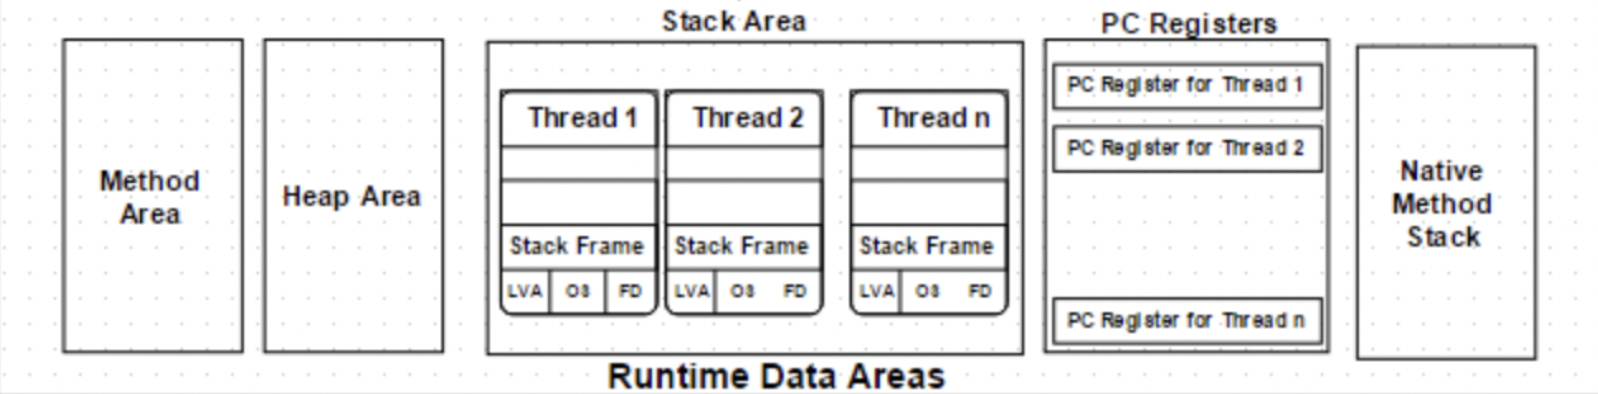 Stack Area
PC Registers
Method
Area
Heap Area
Thread 1
Thread 2
Thread n
Stack Frame
Stack Frame
Stack Frame
LVA
OS
FD
LVA
OS
FD
LVA
OS
FD
PC Register for Thread 1
PC Register for Thread 2
PC Register for Thread n
Native
Method
Stack
Runtime Data Areas